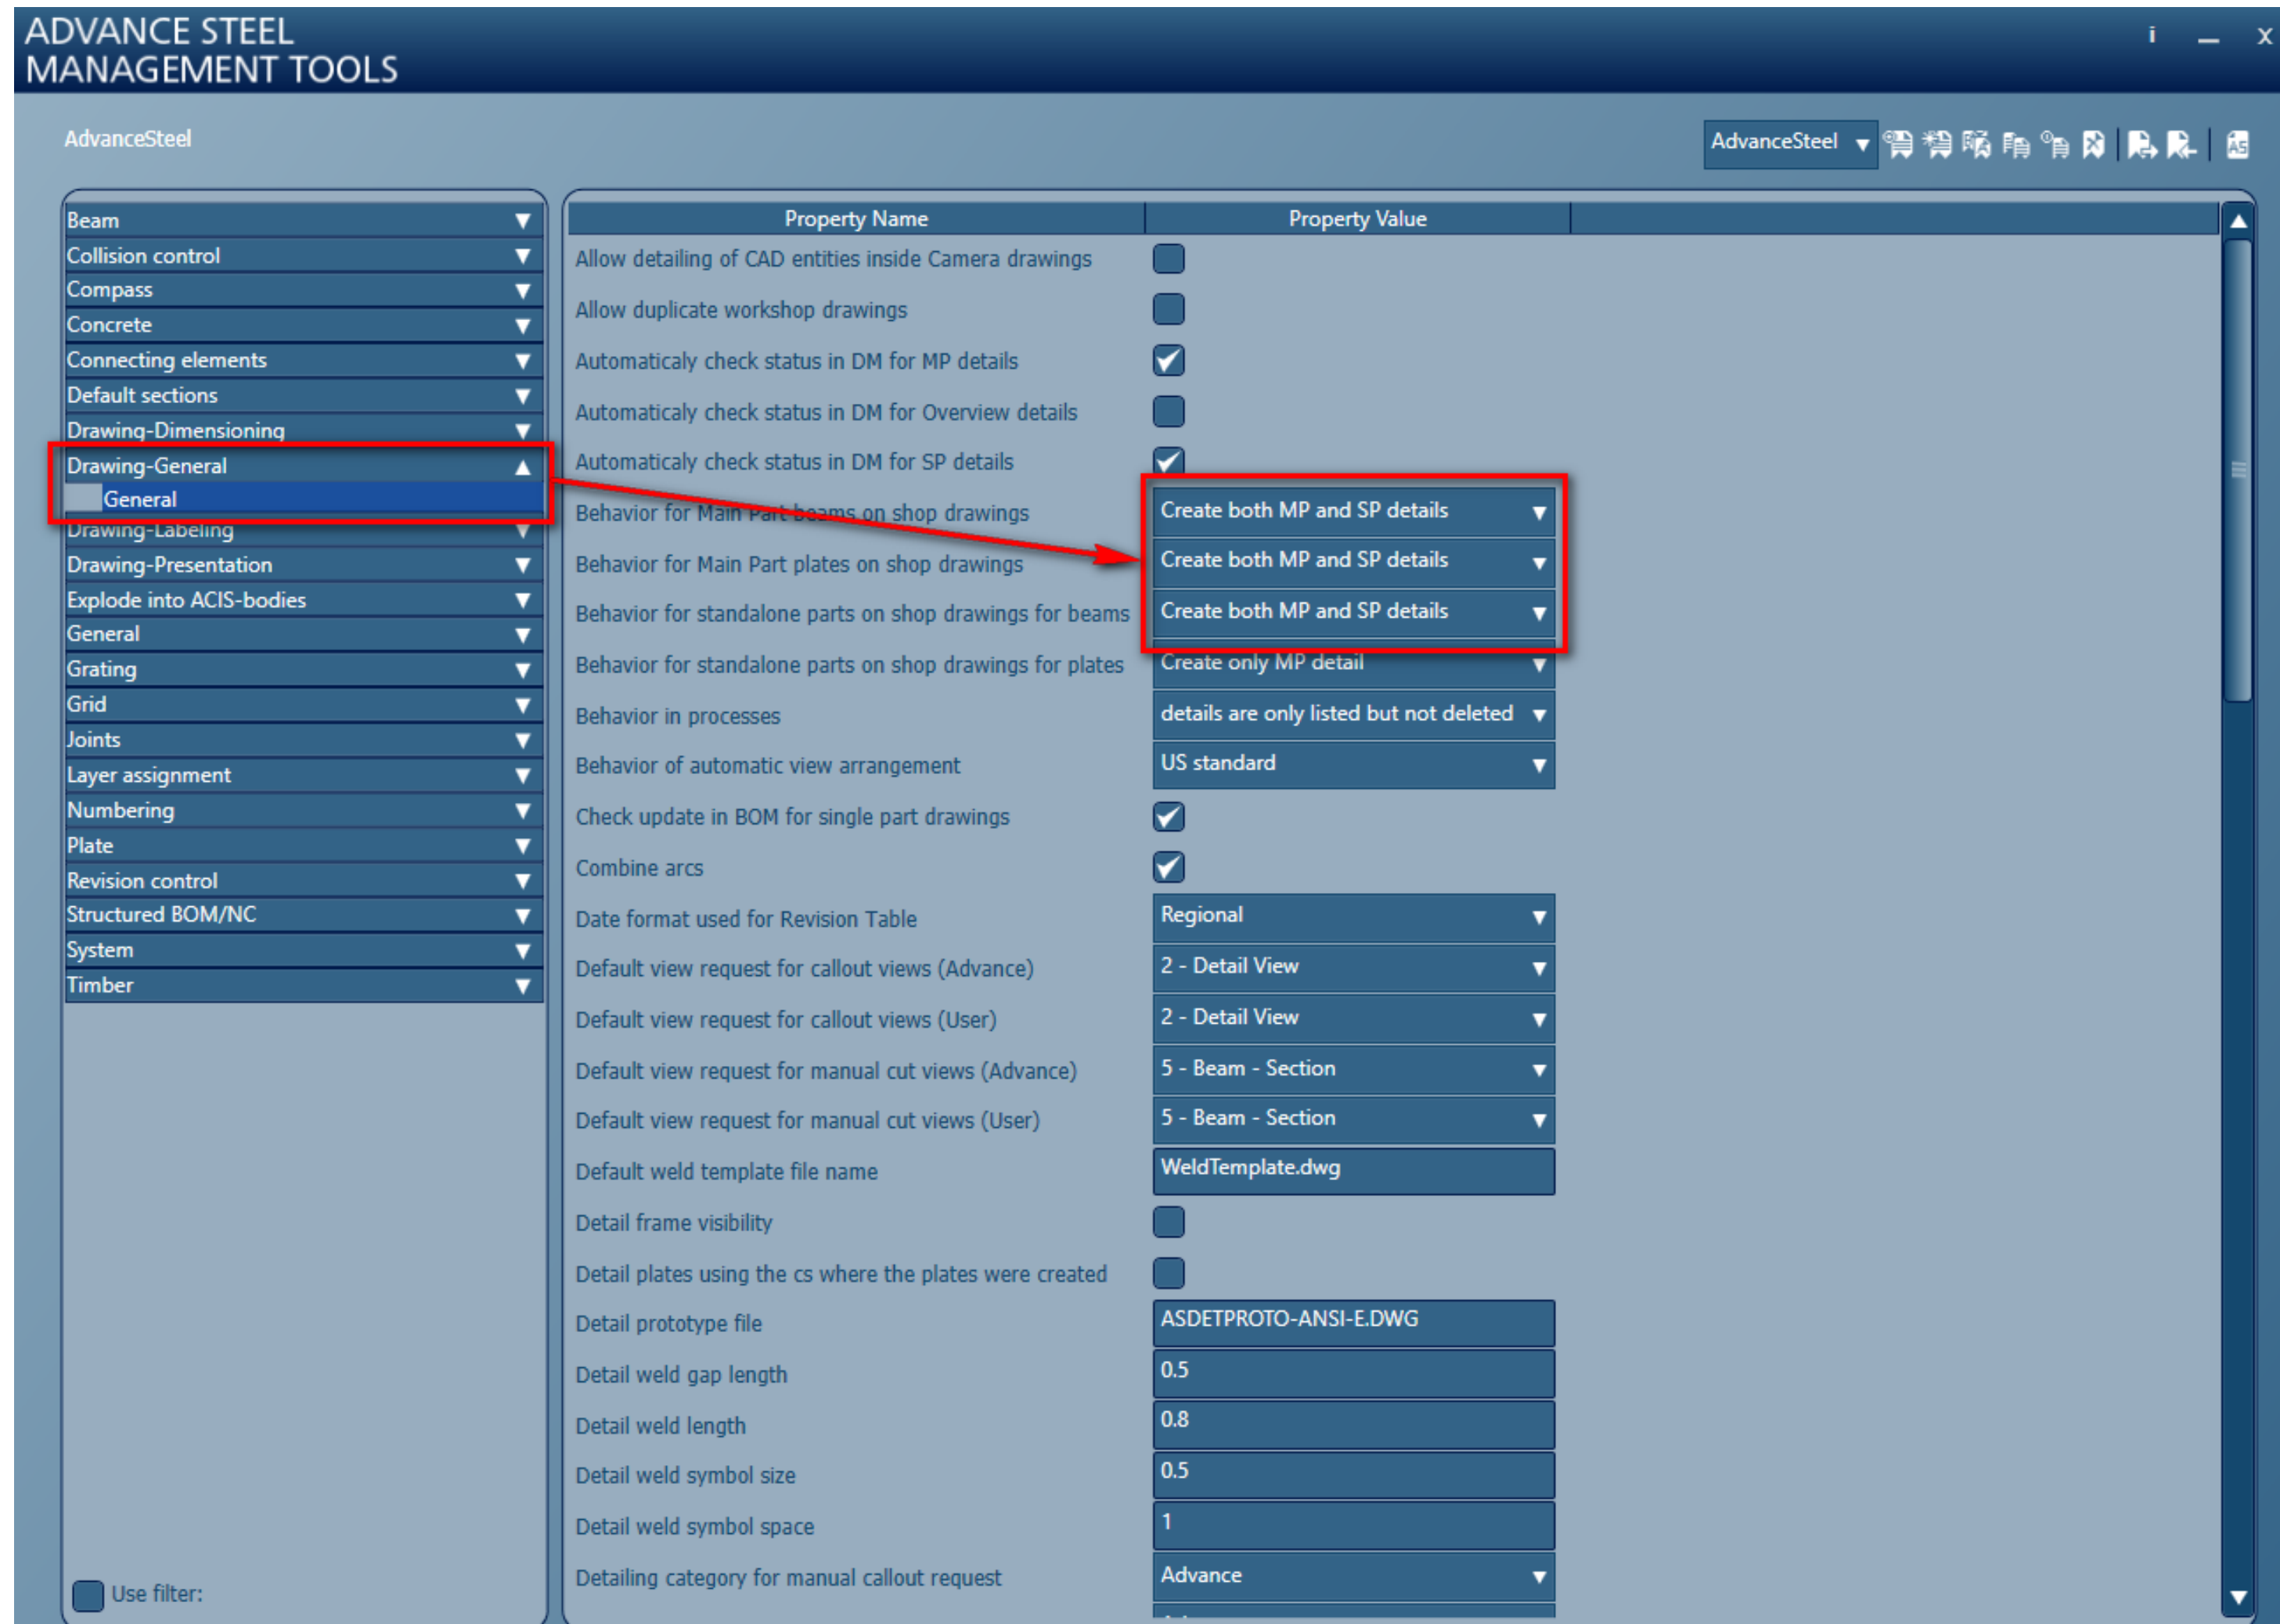 ADVANCE STEEL
MANAGEMENT TOOLS
i
X
AdvanceSteel
AdvanceSteel
AS
Beam
Collision control
Compass
Concrete
Connecting elements
Default sections
Drawing-Dimensioning
Drawing-General
General
Drawing-Labeling
Drawing-Presentation
Explode into ACIS-bodies
General
Grating
Grid
Joints
Layer assignment
Numbering
Plate
Revision control
Structured BOM/NC
System
Timber
Use filter:
Property Name Property Value
Allow detailing of CAD entities inside Camera drawings
Allow duplicate workshop drawings
Automaticaly check status in DM for MP details
Automaticaly check status in DM for Overview details
Automaticaly check status in DM for SP details
Behavior for Main Part beams on shop drawings Create both MP and SP details
Behavior for Main Part plates on shop drawings Create both MP and SP details
Behavior for standalone parts on shop drawings for beams Create both MP and SP details
Behavior for standalone parts on shop drawings for plates Create only MP detail
Behavior in processes details are only listed but not deleted
Behavior of automatic view arrangement US standard
Check update in BOM for single part drawings
Combine arcs
Date format used for Revision Table Regional
Default view request for callout views (Advance) 2 - Detail View
Default view request for callout views (User) 2 - Detail View
Default view request for manual cut views (Advance) 5 - Beam - Section
Default view request for manual cut views (User) 5 - Beam - Section
Default weld template file name WeldTemplate.dwg
Detail frame visibility
Detail plates using the cs where the plates were created
Detail prototype file ASDETPROTO-ANSI-E.DWG
Detail weld gap length 0.5
Detail weld length 0.8
Detail weld symbol size 0.5
Detail weld symbol space 1
Detailing category for manual callout request Advance